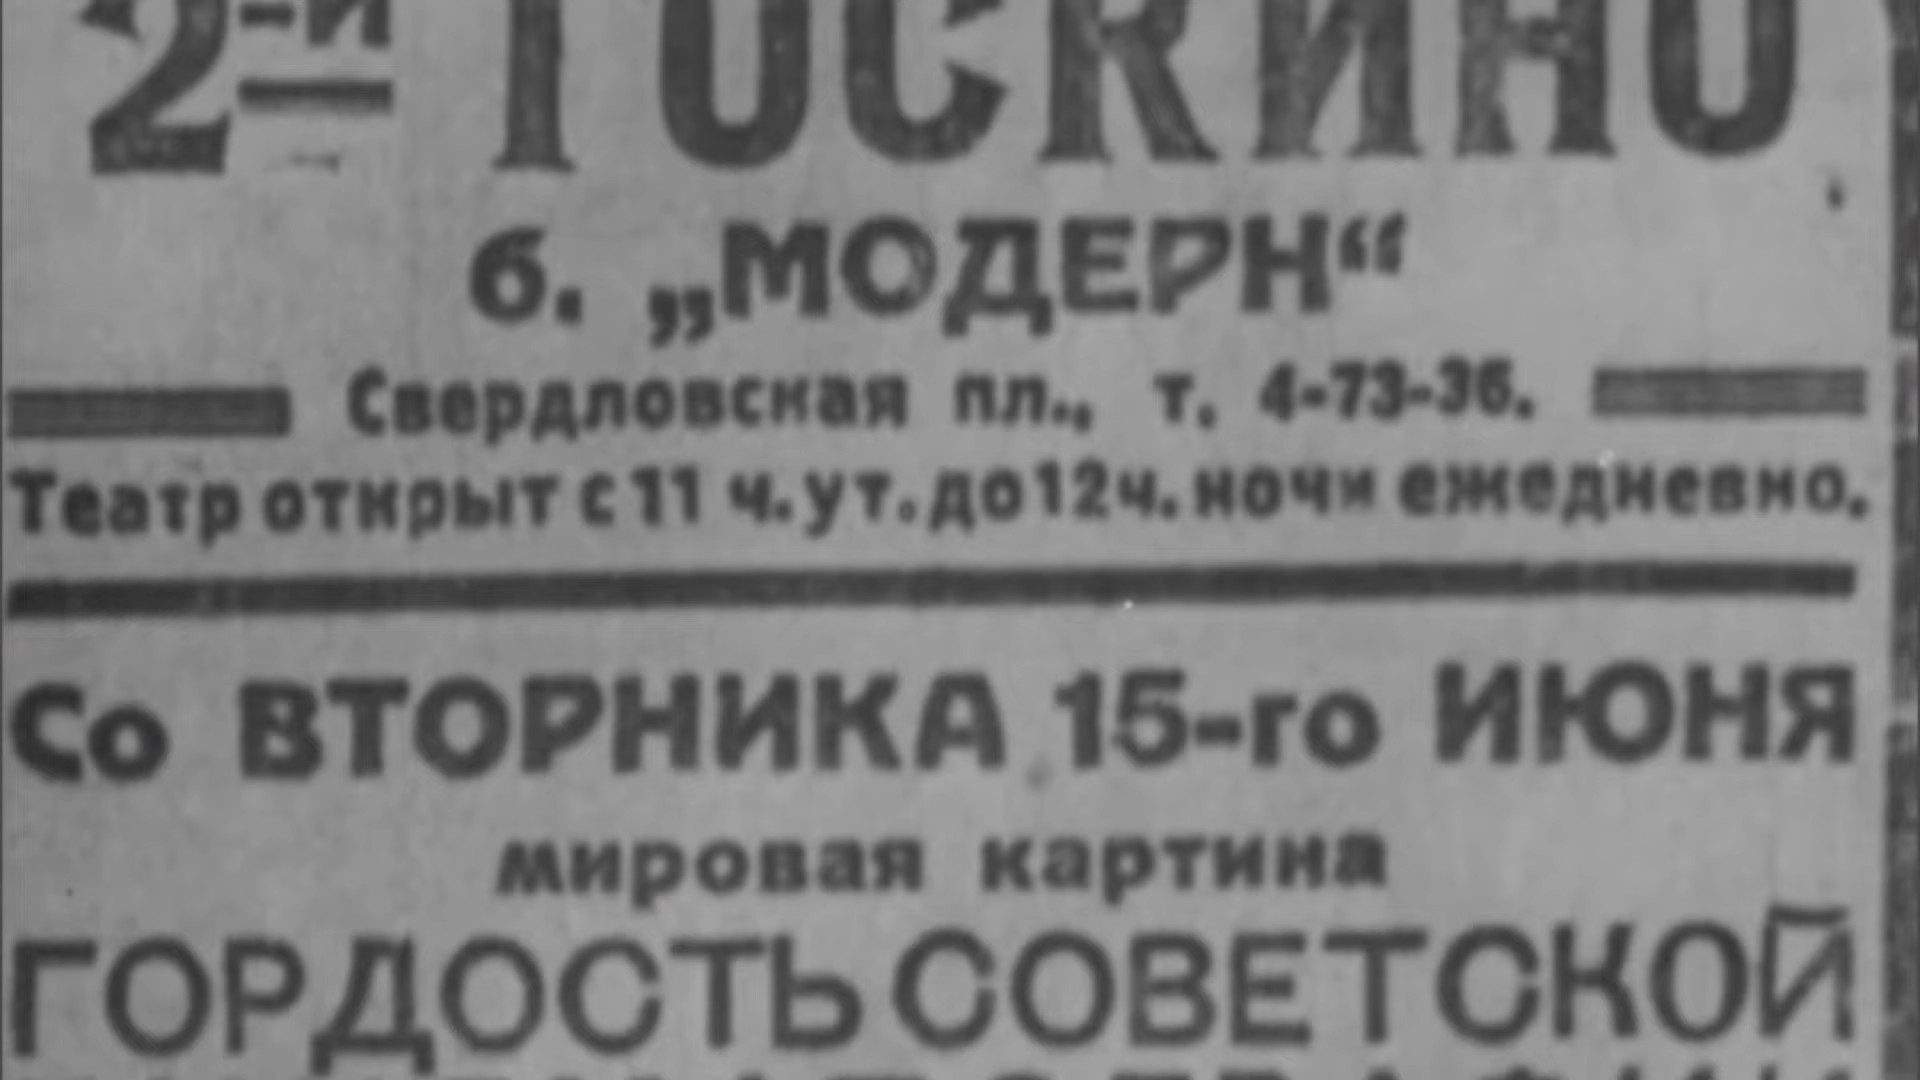 2-й ГОСКИНО
б. „МОДЕРН“
Свердловская пл., т. 4-73-36.
Театр открыт с 11 ч. ут. до 12 ч. ночи ежедневно.
Со ВТОРНИКА 15-го ИЮНЯ
мировая картина
ГОРДОСТЬ СОВЕТСКОЙ